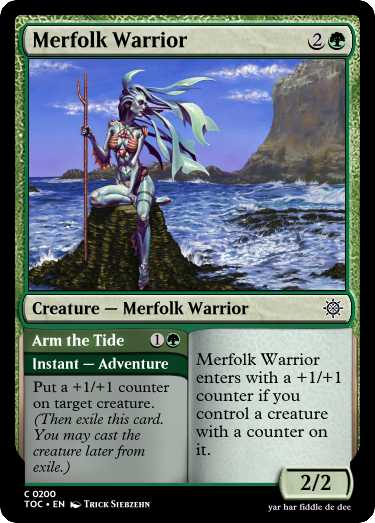 Merfolk Warrior 2
Creature — Merfolk Warrior
Arm the Tide 1
Instant — Adventure
Put a +1/+1 counter
on target creature.
(Then exile this card.
You may cast the
creature later from
exile.)
Merfolk Warrior
enters with a +1/+1
counter if you
control a creature
with a counter on
it.
2/2
C 0200
TOC • EN Trick Siebzehn
yar har fiddle de dee